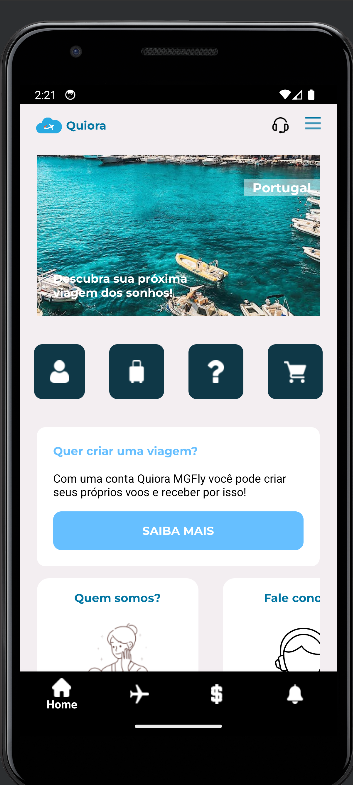 2:21
Quiora
Portugal
Descubra sua próxima
viagem dos sonhos!
Quer criar uma viagem?
Com uma conta Quiora MGFly você pode criar
seus próprios voos e receber por isso!
SAIBA MAIS
Quem somos?
Fale conc
Home